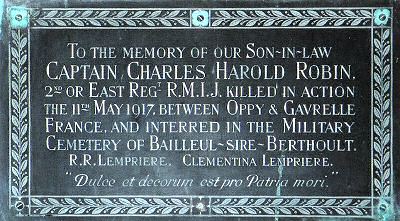 TO THE MEMORY OF OUR SON-IN-LAW
CAPTAIN CHARLES HAROLD ROBIN.
2ND OR EAST REGT R.M.I.J. KILLED IN ACTION
THE 11TH MAY 1917, BETWEEN OPPY & GAVRELLE
FRANCE, AND INTERRED IN THE MILITARY
CEMETERY OF BAILLEUL~SIRE~BERTHOULT.
R.R. LEMPRIERE. CLEMENTINA LEMPRIERE.
"Dulce et decorum est pro Patria mori."